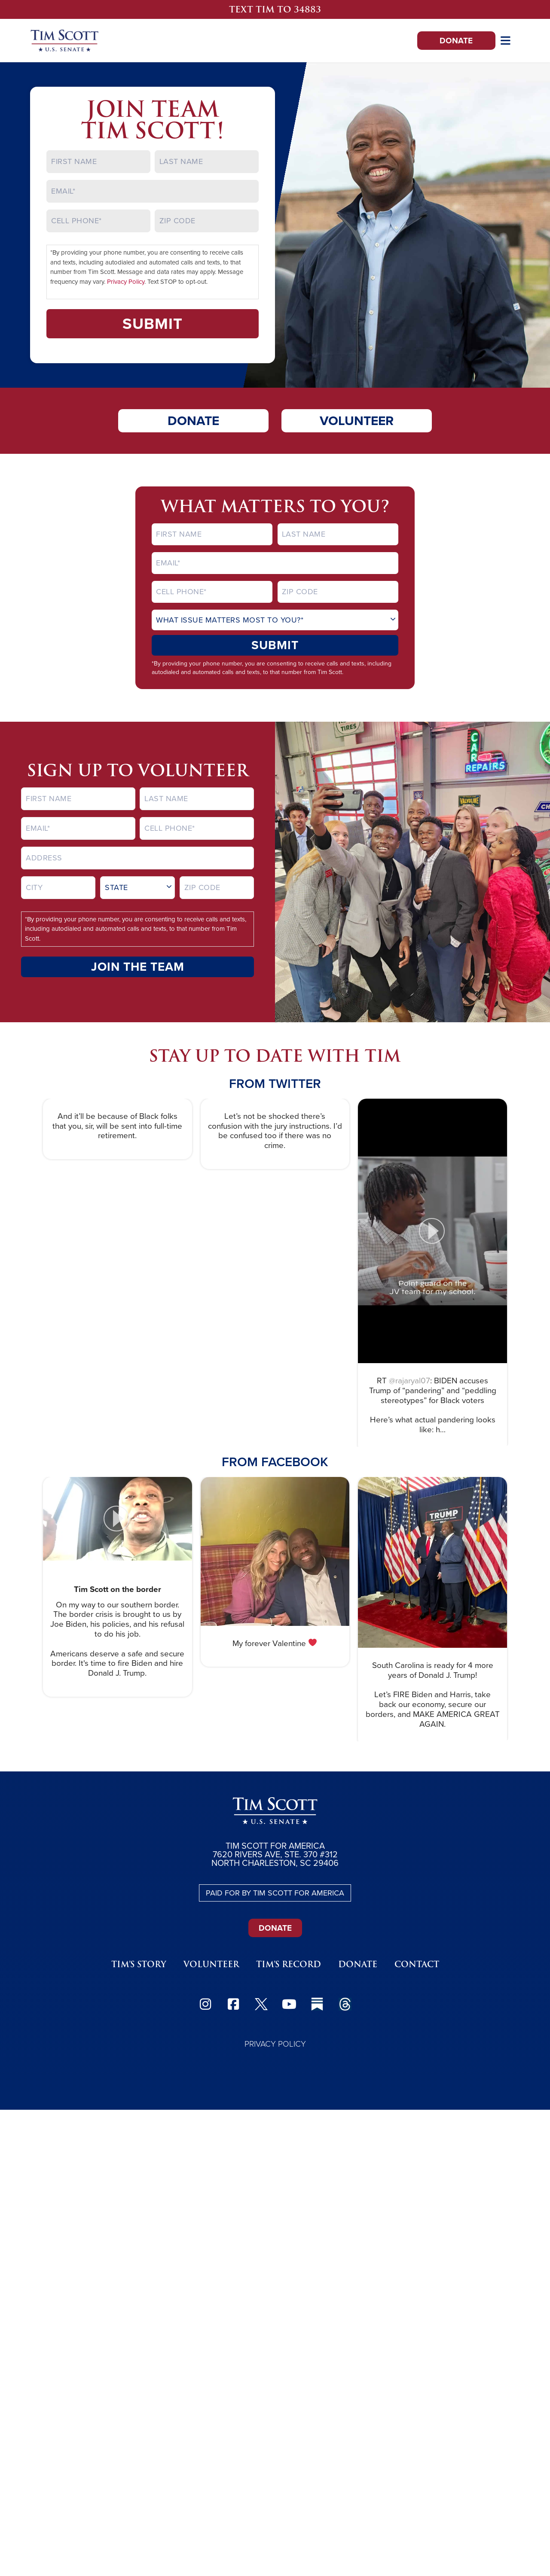 TEXT TIM TO 34883
TIM SCOTT
U.S. SENATE
DONATE
JOIN TEAM
TIM SCOTT!
FIRST NAME
LAST NAME
EMAIL*
CELL PHONE*
ZIP CODE
*By providing your phone number, you are consenting to receive calls
and texts, including autodialed and automated calls and texts, to that
number from Tim Scott. Message and data rates may apply. Message
frequency may vary. Privacy Policy. Text STOP to opt-out.
SUBMIT
DONATE
VOLUNTEER
WHAT MATTERS TO YOU?
FIRST NAME
LAST NAME
EMAIL*
CELL PHONE*
ZIP CODE
WHAT ISSUE MATTERS MOST TO YOU?*
SUBMIT
*By providing your phone number, you are consenting to receive calls and texts, including
autodialed and automated calls and texts, to that number from Tim Scott.
SIGN UP TO VOLUNTEER
FIRST NAME
LAST NAME
EMAIL*
CELL PHONE*
ADDRESS
CITY
STATE
ZIP CODE
*By providing your phone number, you are consenting to receive calls and texts,
including autodialed and automated calls and texts, to that number from Tim
Scott.
JOIN THE TEAM
TIRES
CAR
REPAIRS
VALVOLINE
CH
STAY UP TO DATE WITH TIM
FROM TWITTER
And it'll be because of Black folks
that you, sir, will be sent into full-time
retirement.
Let's not be shocked there's
confusion with the jury instructions. I'd
be confused too if there was no
crime.
Point guard on the
JV team for my school.
RT @rajaryal07: BIDEN accuses
Trump of "pandering" and "peddling
stereotypes" for Black voters
Here's what actual pandering looks
like: h...
FROM FACEBOOK
Tim Scott on the border
On my way to our southern border.
The border crisis is brought to us by
Joe Biden, his policies, and his refusal
to do his job.
Americans deserve a safe and secure
border. It's time to fire Biden and hire
Donald J. Trump.
My forever Valentine ❤️
TRUMP
South Carolina is ready for 4 more
years of Donald J. Trump!
Let's FIRE Biden and Harris, take
back our economy, secure our
borders, and MAKE AMERICA GREAT
AGAIN.
TIM SCOTT
U.S. SENATE
TIM SCOTT FOR AMERICA
7620 RIVERS AVE, STE. 370 #312
NORTH CHARLESTON, SC 29406
PAID FOR BY TIM SCOTT FOR AMERICA
DONATE
TIM'S STORY
VOLUNTEER
TIM'S RECORD
DONATE
CONTACT
PRIVACY POLICY